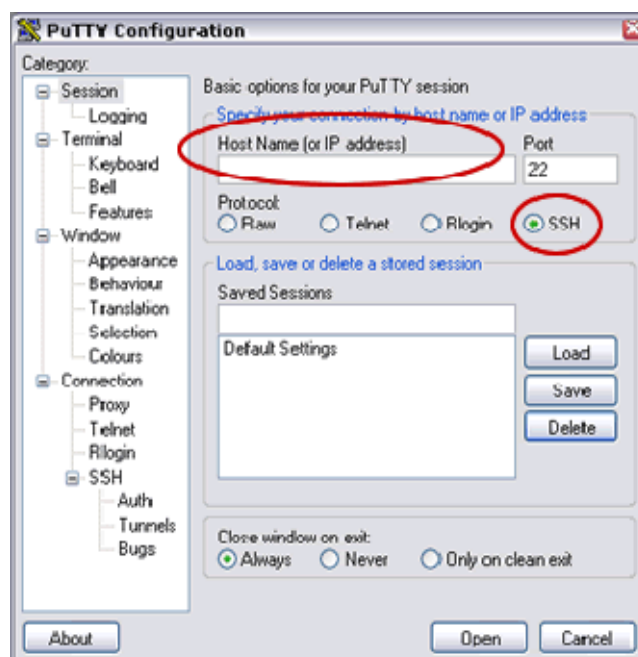 PuTTY Configuration
Category:
Session
Logging
Terminal
Keyboard
Bell
Features
Window
Appearance
Behaviour
Translation
Selection
Colours
Connection
Proxy
Telnet
Rlogin
SSH
Auth
Tunnels
Bugs
Basic options for your PuTTY session
Specify your connection by host name or IP address
Host Name (or IP address) Port
22
Protocol:
Raw Telnet Rlogin SSH
Load, save or delete a stored session
Saved Sessions
Default Settings
Load
Save
Delete
Close window on exit:
Always Never Only on clean exit
About Open Cancel